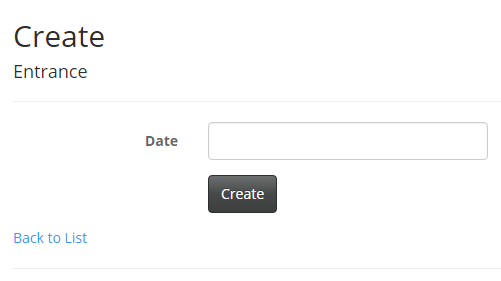 Create
Entrance
Date
Create
Back to List